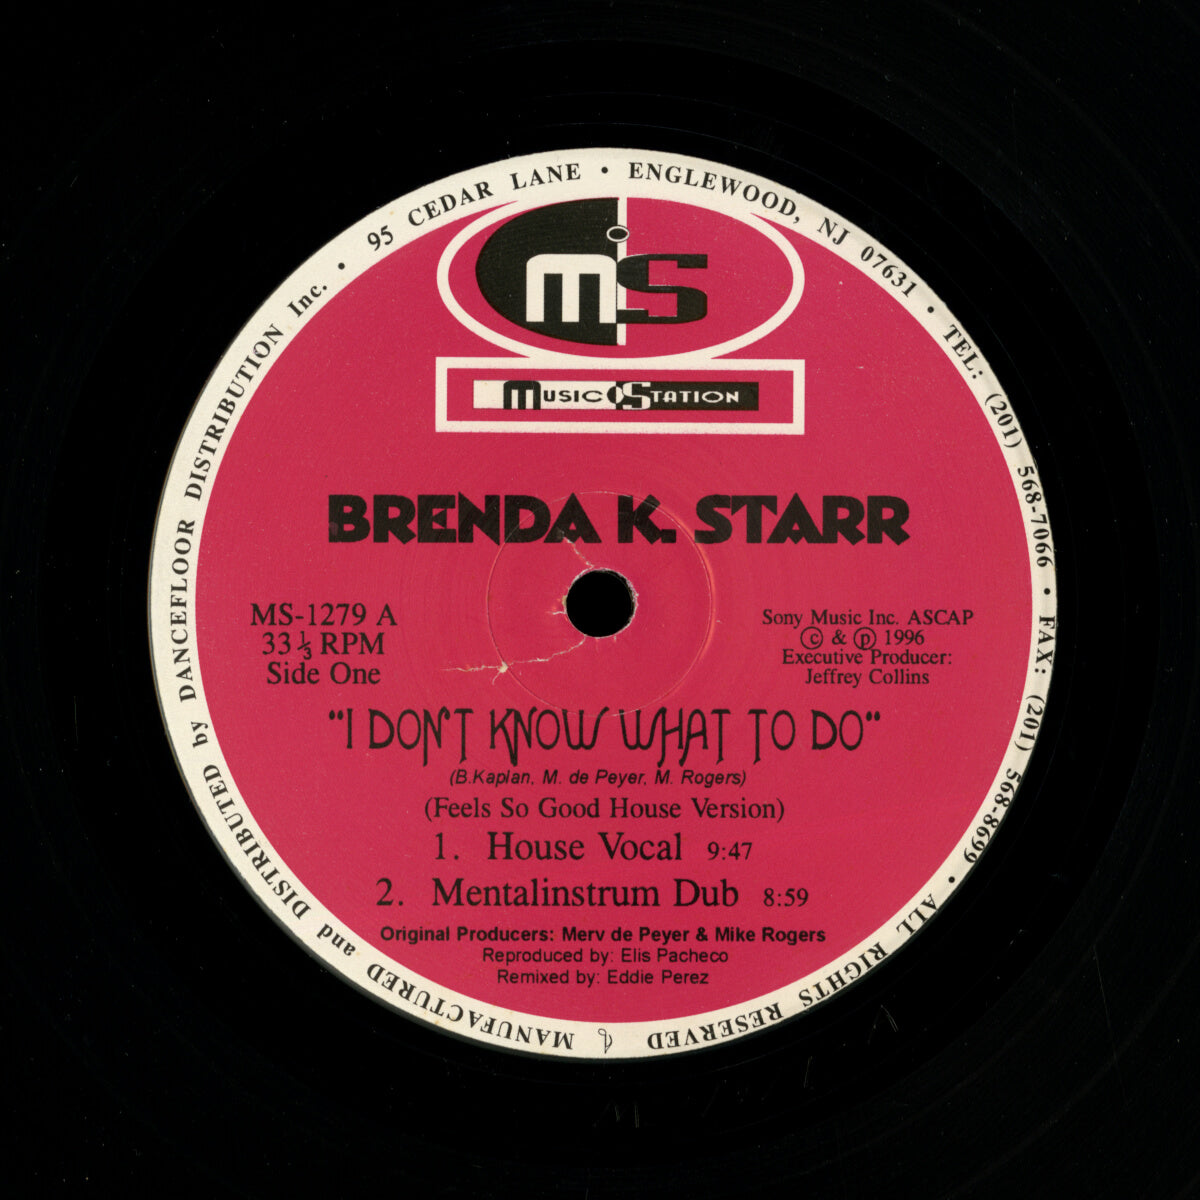 MANUFACTURED and DISTRIBUTED by DANCEFLOOR DISTRIBUTION Inc. • 95 CEDAR LANE • ENGLEWOOD, NJ 07631 • TEL: (201) 568-7066 • FAX: (201) 568-8699 • ALL RIGHTS RESERVED
MS
MUSIC STATION
BRENDA K. STARR
MS-1279 A
33 1/3 RPM
Side One
Sony Music Inc. ASCAP
© & ℗ 1996
Executive Producer:
Jeffrey Collins
"I DON'T KNOW WHAT TO DO"
(B.Kaplan, M. de Peyer, M. Rogers)
(Feels So Good House Version)
1. House Vocal 9:47
2. Mentalinstrum Dub 8:59
Original Producers: Merv de Peyer & Mike Rogers
Reproduced by: Elis Pacheco
Remixed by: Eddie Perez